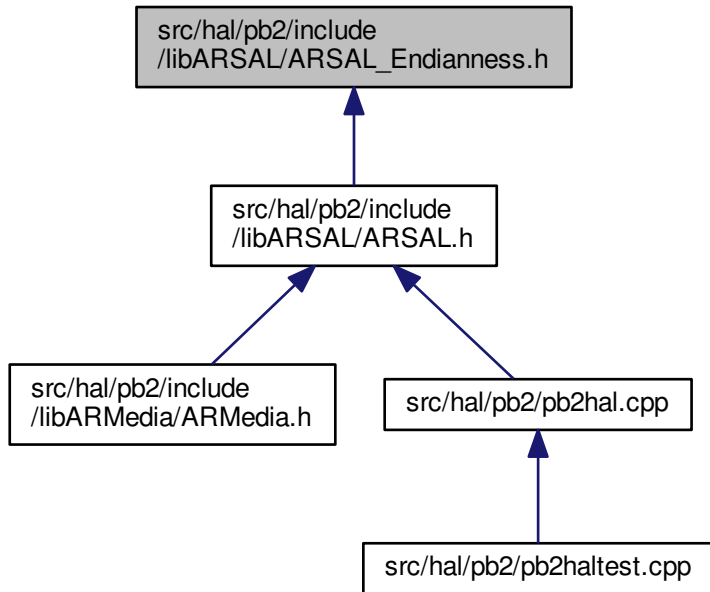 src/hal/pb2/include
/libARSAL/ARSAL_Endianness.h
src/hal/pb2/include
/libARSAL/ARSAL.h
src/hal/pb2/include
/libARMedia/ARMedia.h
src/hal/pb2/pb2hal.cpp
src/hal/pb2/pb2haltest.cpp